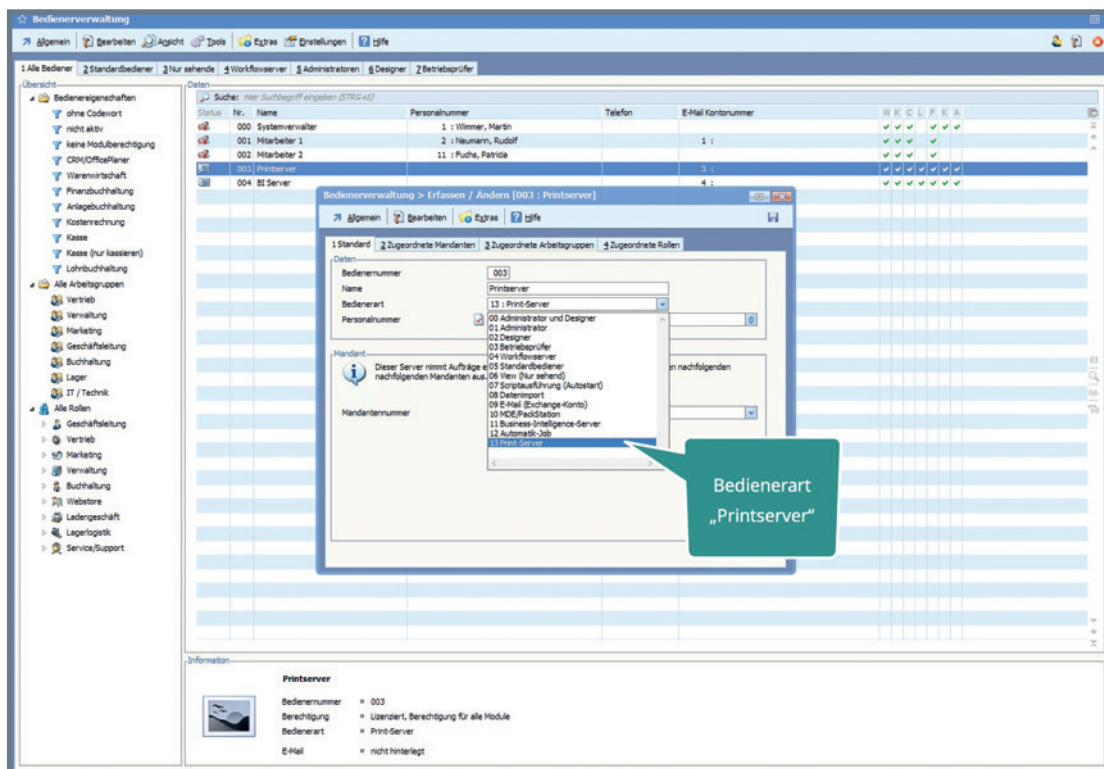 Bedienerverwaltung
Allgemein Bearbeiten Ansicht Tools Extras Einstellungen Hilfe
1 Alle Bediener 2 Standardbediener 3 Nur sehende 4 Workflowserver 5 Administratoren 6 Designer 7 Betriebsprüfer
Übersicht
Bedienereigenschaften
ohne Codewort
nicht aktiv
keine Modulberechtigung
CRM/OfficePlaner
Warenwirtschaft
Finanzbuchhaltung
Anlagebuchhaltung
Kostenrechnung
Kasse
Kasse (nur kassieren)
Lohnbuchhaltung
Alle Arbeitsgruppen
Vertrieb
Verwaltung
Marketing
Geschäftsleitung
Buchhaltung
Lager
IT / Technik
Alle Rollen
Geschäftsleitung
Vertrieb
Marketing
Verwaltung
Buchhaltung
Webstore
Ladengeschäft
Lagerlogistik
Service/Support
Daten
Suche: Hier Suchbegriff eingeben (STRG+S)
Status Nr. Name Personalnummer Telefon E-Mail Kontonummer W K C L F K A
000 Systemverwalter 1 : Wimmer, Martin
001 Mitarbeiter 1 2 : Neumann, Rudolf 1 :
002 Mitarbeiter 2 11 : Fuchs, Patricia
003 Printserver 3 :
004 BI Server 4 :
Bedienerverwaltung > Erfassen / Ändern [003 : Printserver]
Allgemein Bearbeiten Extras Hilfe
1 Standard 2 Zugeordnete Mandanten 3 Zugeordnete Arbeitsgruppen 4 Zugeordnete Rollen
Daten
Bedienernummer 003
Name Printserver
Bedienerart 13 : Print-Server
Personalnummer
00 Administrator und Designer
01 Administrator
02 Designer
03 Betriebsprüfer
04 Workflowserver
05 Standardbediener
06 View (Nur sehend)
07 Scriptausführung (Autostart)
08 Datenimport
09 E-Mail (Exchange-Konto)
10 MDE/PackStation
11 Business-Intelligence-Server
12 Automatik-Job
13 Print-Server
Mandant
Dieser Server nimmt Aufträge e en nachfolgenden
nachfolgenden Mandanten aus.
Mandantennummer
Bedienerart
„Printserver“
Information
Printserver
Bedienernummer = 003
Berechtigung = Lizenziert, Berechtigung für alle Module
Bedienerart = Print-Server
E-Mail = nicht hinterlegt